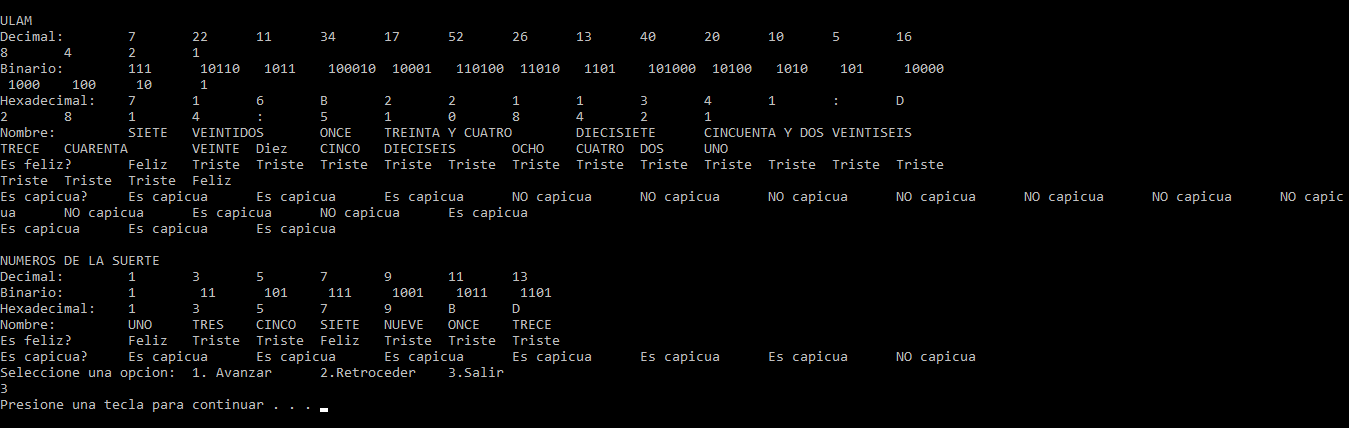 ULAM
Decimal:        7       22      11      34      17      52      26      13      40      20      10      5       16
8       4       2       1
Binario:        111      10110   1011    100010  10001   110100  11010   1101    101000  10100   1010    101     10000
 1000    100     10      1
Hexadecimal:    7       1       6       B       2       2       1       1       3       4       1       :       D
2       8       1       4       :       5       1       0       8       4       2       1
Nombre:         SIETE   VEINTIDOS       ONCE    TREINTA Y CUATRO        DIECISIETE      CINCUENTA Y DOS VEINTISEIS
TRECE   CUARENTA        VEINTE  Diez    CINCO   DIECISEIS       OCHO    CUATRO  DOS     UNO
Es feliz?       Feliz   Triste  Triste  Triste  Triste  Triste  Triste  Triste  Triste  Triste  Triste  Triste  Triste
Triste  Triste  Triste  Feliz
Es capicua?     Es capicua      Es capicua      Es capicua      NO capicua      NO capicua      NO capicua      NO capicua      NO capicua      NO capicua      NO capic
ua      NO capicua      Es capicua      NO capicua      Es capicua
Es capicua      Es capicua      Es capicua
NUMEROS DE LA SUERTE
Decimal:        1       3       5       7       9       11      13
Binario:        1        11      101     111     1001    1011    1101
Hexadecimal:    1       3       5       7       9       B       D
Nombre:         UNO     TRES    CINCO   SIETE   NUEVE   ONCE    TRECE
Es feliz?       Feliz   Triste  Triste  Feliz   Triste  Triste  Triste
Es capicua?     Es capicua      Es capicua      Es capicua      Es capicua      Es capicua      Es capicua      NO capicua
Seleccione una opcion:  1. Avanzar      2.Retroceder    3.Salir
3
Presione una tecla para continuar . . .